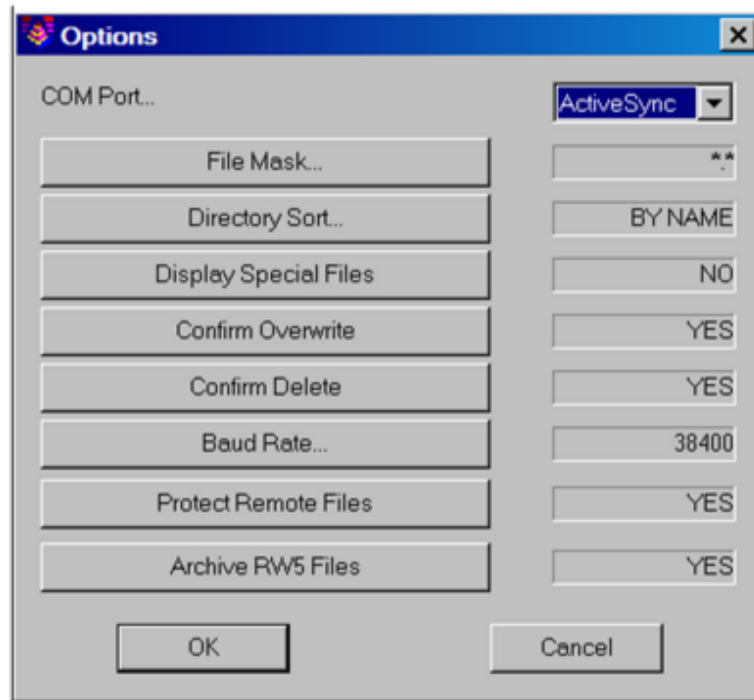 Options
COM Port... ActiveSync
File Mask... *.*
Directory Sort... BY NAME
Display Special Files NO
Confirm Overwrite YES
Confirm Delete YES
Baud Rate... 38400
Protect Remote Files YES
Archive RW5 Files YES
OK Cancel